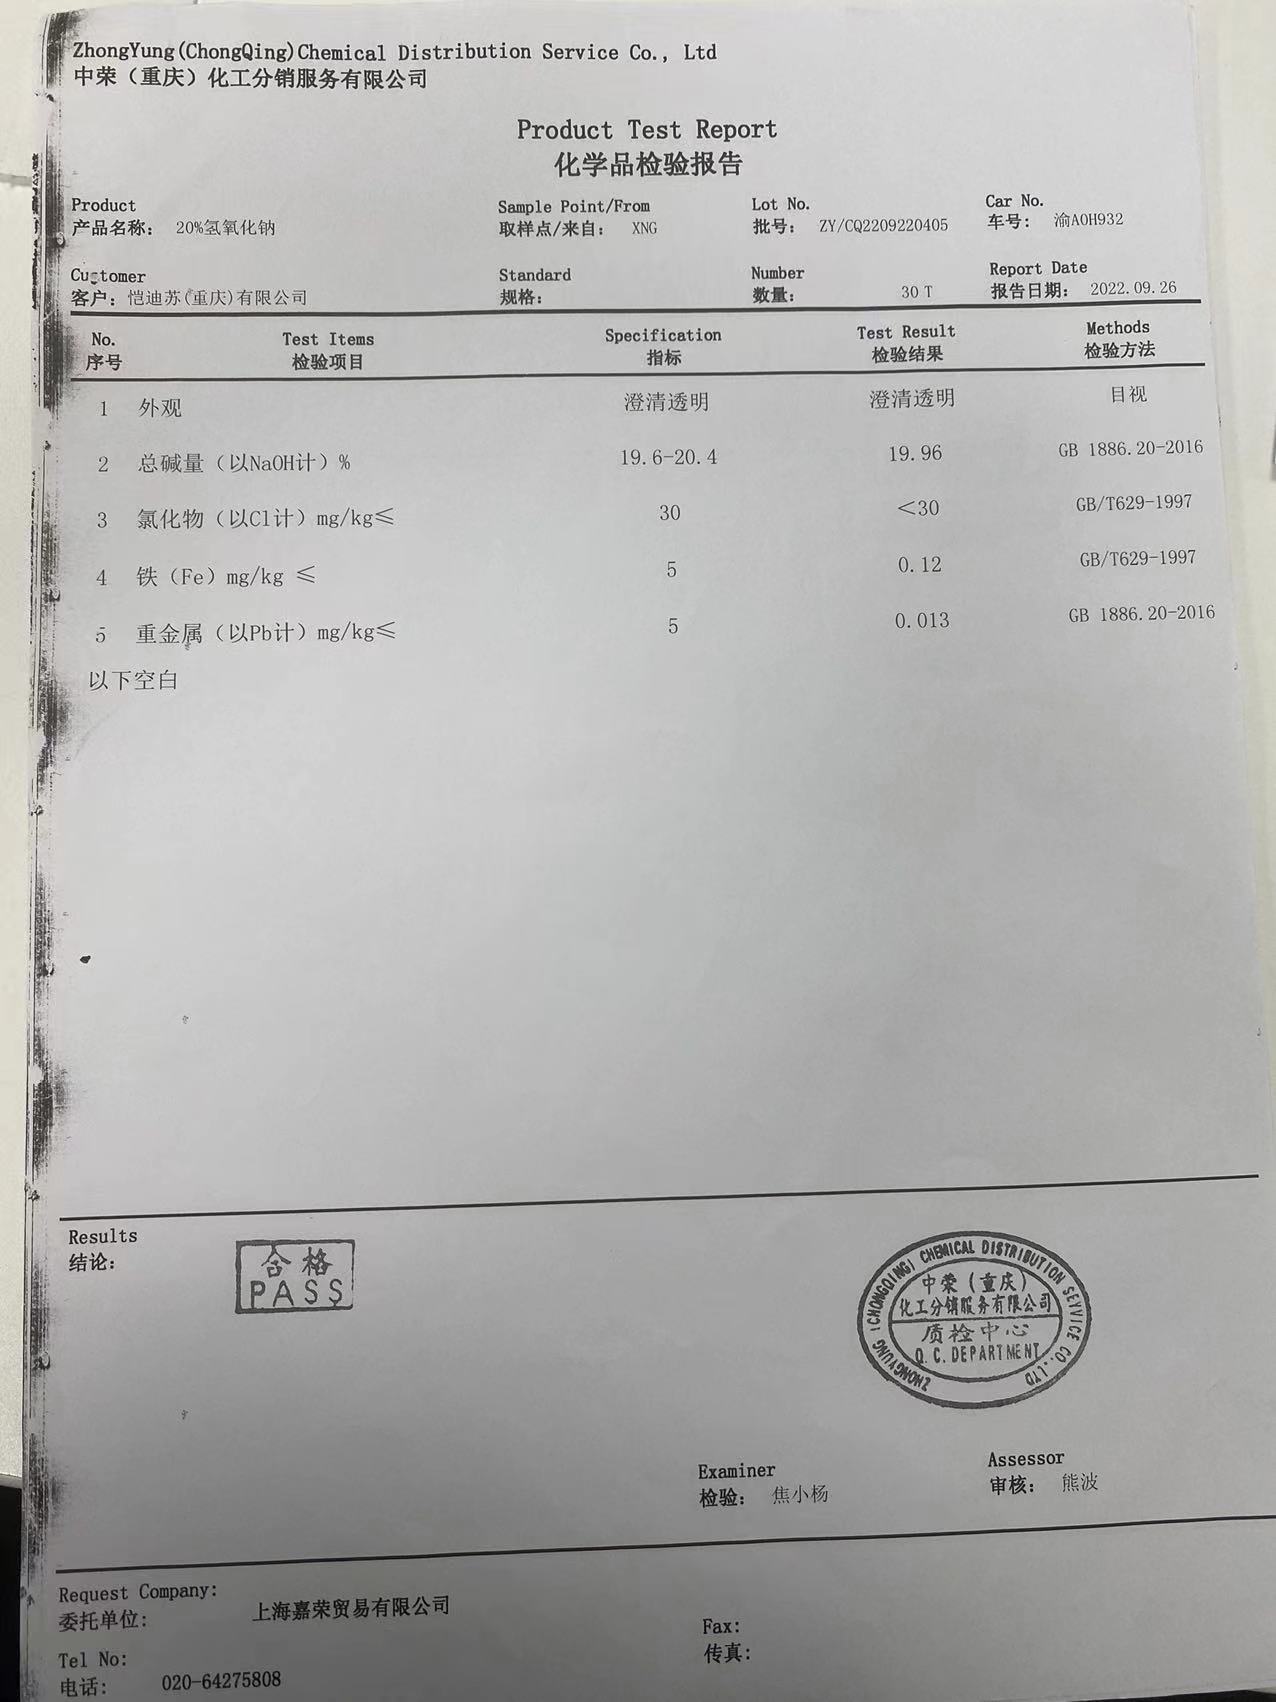 ZhongYung(ChongQing)Chemical Distribution Service Co., Ltd
中荣（重庆）化工分销服务有限公司
Product Test Report
化学品检验报告
Product Sample Point/From Lot No. Car No.
产品名称： 20%氢氧化钠 取样点/来自： XNG 批号： ZY/CQ2209220405 车号： 渝A0H932
Customer Standard Number Report Date
客户： 恺迪苏(重庆)有限公司 规格： 数量： 30 T 报告日期： 2022.09.26
No. Test Items Specification Test Result Methods
序号 检验项目 指标 检验结果 检验方法
1 外观 澄清透明 澄清透明 目视
2 总碱量（以NaOH计）% 19.6-20.4 19.96 GB 1886.20-2016
3 氯化物（以Cl计）mg/kg≤ 30 <30 GB/T629-1997
4 铁（Fe）mg/kg ≤ 5 0.12 GB/T629-1997
5 重金属（以Pb计）mg/kg≤ 5 0.013 GB 1886.20-2016
以下空白
Results
结论：
合格
PASS
ZHONGYUNG (CHONGQING) CHEMICAL DISTRIBUTION SEYVICE CO.,LTD
中荣（重庆）
化工分销服务有限公司
质检中心
Q.C.DEPARTMENT
Examiner Assessor
检验： 焦小杨 审核： 熊波
Request Company:
委托单位: 上海嘉荣贸易有限公司
Fax:
传真:
Tel No:
电话: 020-64275808